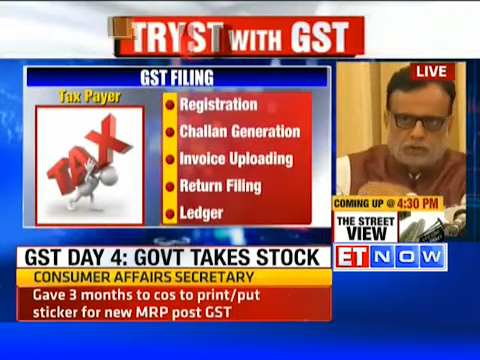 TRYST WITH GST
GST FILING
Tax Payer
TAX
Registration
Challan Generation
Invoice Uploading
Return Filing
Ledger
LIVE
COMING UP @ 4:30 PM
THE STREET
VIEW
ET NOW
GST DAY 4: GOVT TAKES STOCK
CONSUMER AFFAIRS SECRETARY
Gave 3 months to cos to print/put
sticker for new MRP post GST